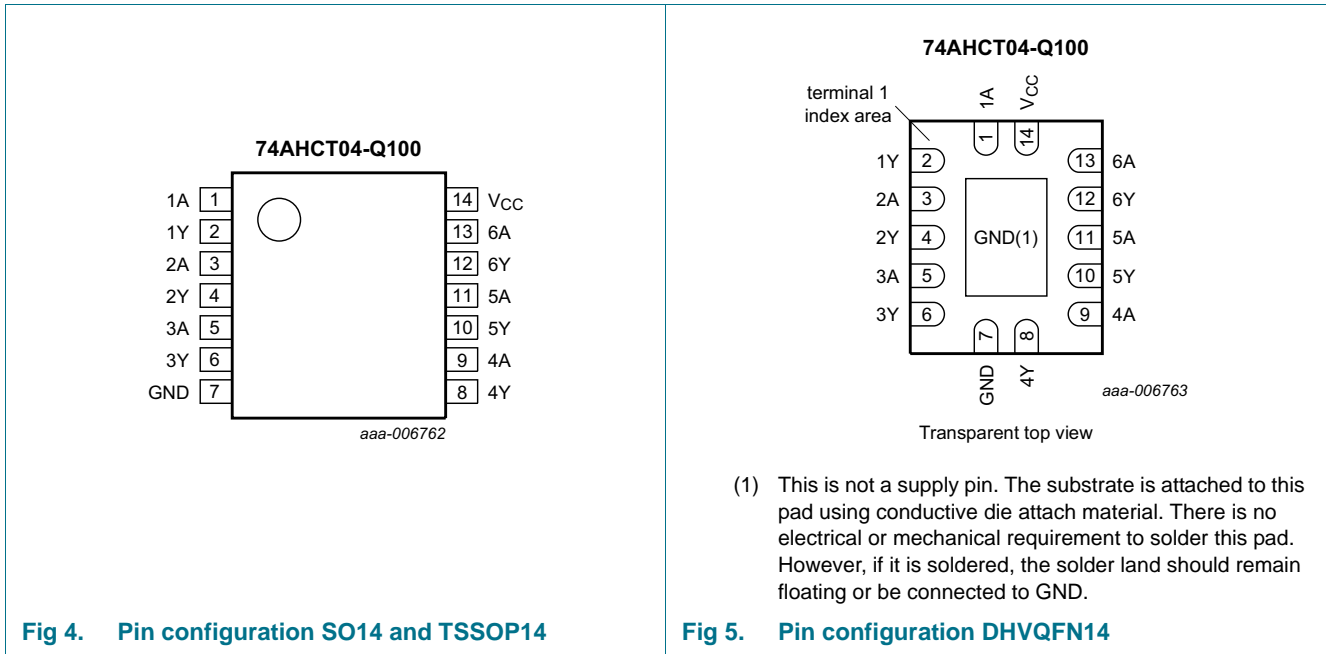 74AHCT04-Q100
1A 1 14 VCC
1Y 2 13 6A
2A 3 12 6Y
2Y 4 11 5A
3A 5 10 5Y
3Y 6 9 4A
GND 7 8 4Y
aaa-006762
Fig 4. Pin configuration SO14 and TSSOP14
74AHCT04-Q100
terminal 1
index area
1A VCC
1 14
1Y 2 13 6A
2A 3 12 6Y
2Y 4 GND(1) 11 5A
3A 5 10 5Y
3Y 6 9 4A
7 8
GND 4Y
aaa-006763
Transparent top view
(1) This is not a supply pin. The substrate is attached to this
pad using conductive die attach material. There is no
electrical or mechanical requirement to solder this pad.
However, if it is soldered, the solder land should remain
floating or be connected to GND.
Fig 5. Pin configuration DHVQFN14